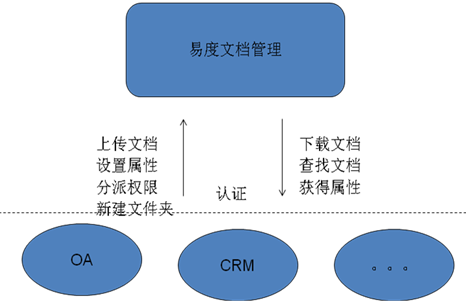 易度文档管理
上传文档
设置属性
分派权限
新建文件夹
认证
下载文档
查找文档
获得属性
OA
CRM
。。。